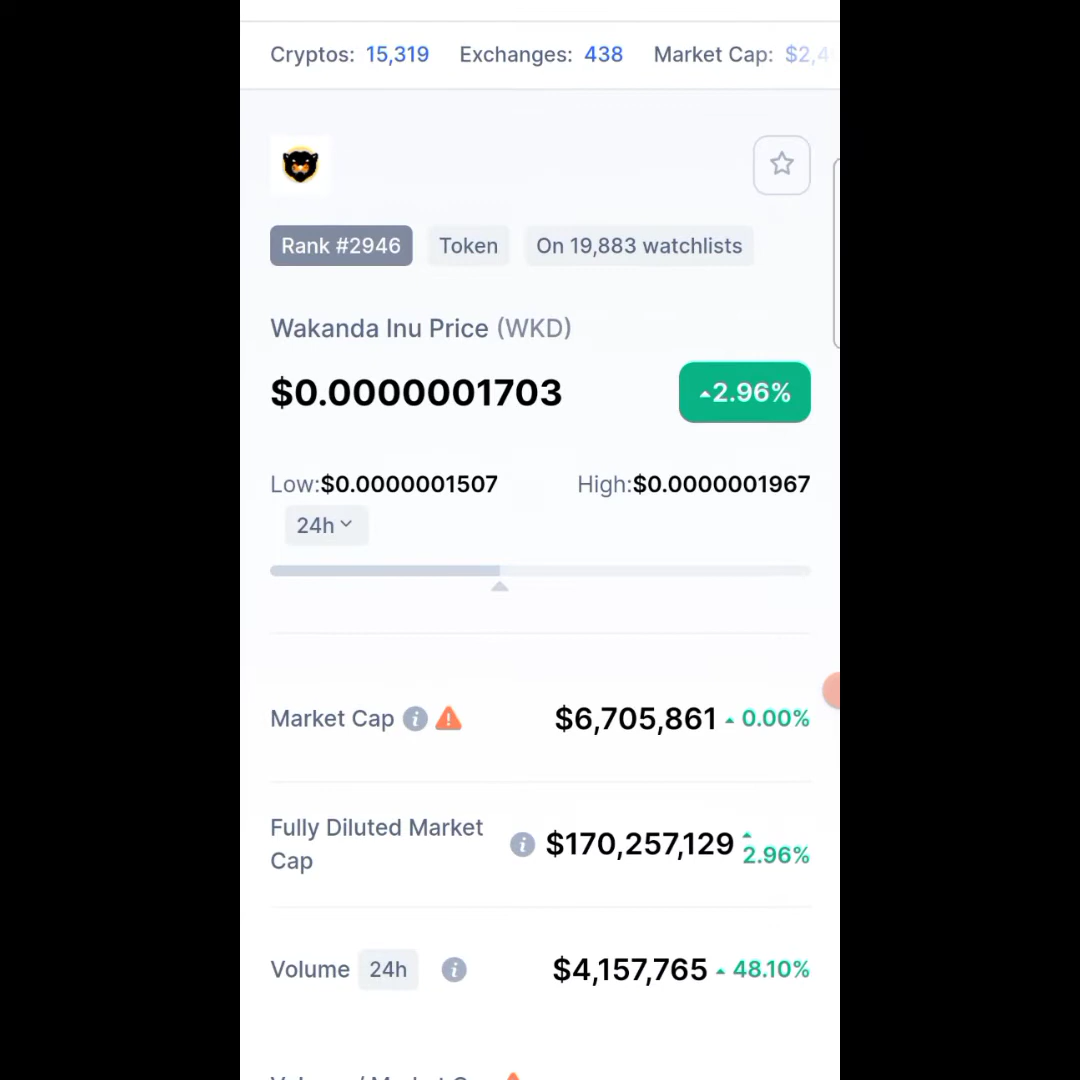 Cryptos: 15,319 Exchanges: 438 Market Cap: $2,4
Rank #2946 Token On 19,883 watchlists
Wakanda Inu Price (WKD)
$0.0000001703 2.96%
Low:$0.0000001507 High:$0.0000001967
24h
Market Cap $6,705,861 0.00%
Fully Diluted Market
Cap
$170,257,129 2.96%
Volume 24h $4,157,765 48.10%